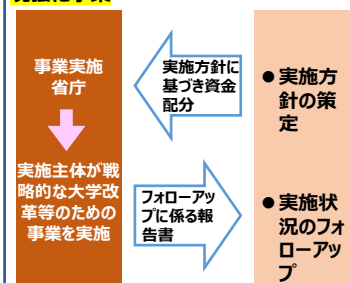 事業実施
省庁
実施主体が戦
略的な大学改
革等のための
事業を実施
実施方針に
基づき資金
配分
フォローアッ
プに係る報
告書
●実施方
針の策
定
●実施状
況のフォ
ローアッ
プ